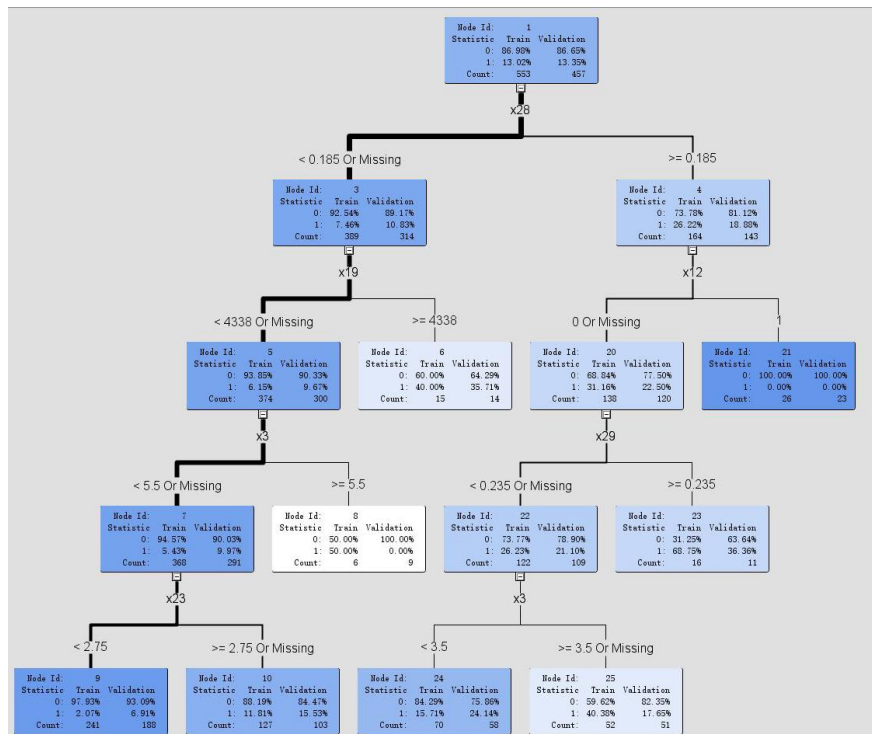 Node Id: 1
Statistic Train Validation
0: 86.98% 86.65%
1: 13.02% 13.35%
Count: 553 457
x28
< 0.185 Or Missing
>= 0.185
Node Id: 3
Statistic Train Validation
0: 92.54% 89.17%
1: 7.46% 10.83%
Count: 389 314
Node Id: 4
Statistic Train Validation
0: 73.78% 81.12%
1: 26.22% 18.88%
Count: 164 143
x19
x12
< 4338 Or Missing
>= 4338
0 Or Missing
1
Node Id: 5
Statistic Train Validation
0: 93.85% 90.33%
1: 6.15% 9.67%
Count: 374 300
Node Id: 6
Statistic Train Validation
0: 60.00% 64.29%
1: 40.00% 35.71%
Count: 15 14
Node Id: 20
Statistic Train Validation
0: 68.84% 77.50%
1: 31.16% 22.50%
Count: 138 120
Node Id: 21
Statistic Train Validation
0: 100.00% 100.00%
1: 0.00% 0.00%
Count: 26 23
x3
x29
< 5.5 Or Missing
>= 5.5
< 0.235 Or Missing
>= 0.235
Node Id: 7
Statistic Train Validation
0: 94.57% 90.03%
1: 5.43% 9.97%
Count: 368 291
Node Id: 8
Statistic Train Validation
0: 50.00% 100.00%
1: 50.00% 0.00%
Count: 6 9
Node Id: 22
Statistic Train Validation
0: 73.77% 78.90%
1: 26.23% 21.10%
Count: 122 109
Node Id: 23
Statistic Train Validation
0: 31.25% 63.64%
1: 68.75% 36.36%
Count: 16 11
x23
x3
< 2.75
>= 2.75 Or Missing
< 3.5
>= 3.5 Or Missing
Node Id: 9
Statistic Train Validation
0: 97.93% 93.09%
1: 2.07% 6.91%
Count: 241 188
Node Id: 10
Statistic Train Validation
0: 88.19% 84.47%
1: 11.81% 15.53%
Count: 127 103
Node Id: 24
Statistic Train Validation
0: 84.29% 75.86%
1: 15.71% 24.14%
Count: 70 58
Node Id: 25
Statistic Train Validation
0: 59.62% 82.35%
1: 40.38% 17.65%
Count: 52 51